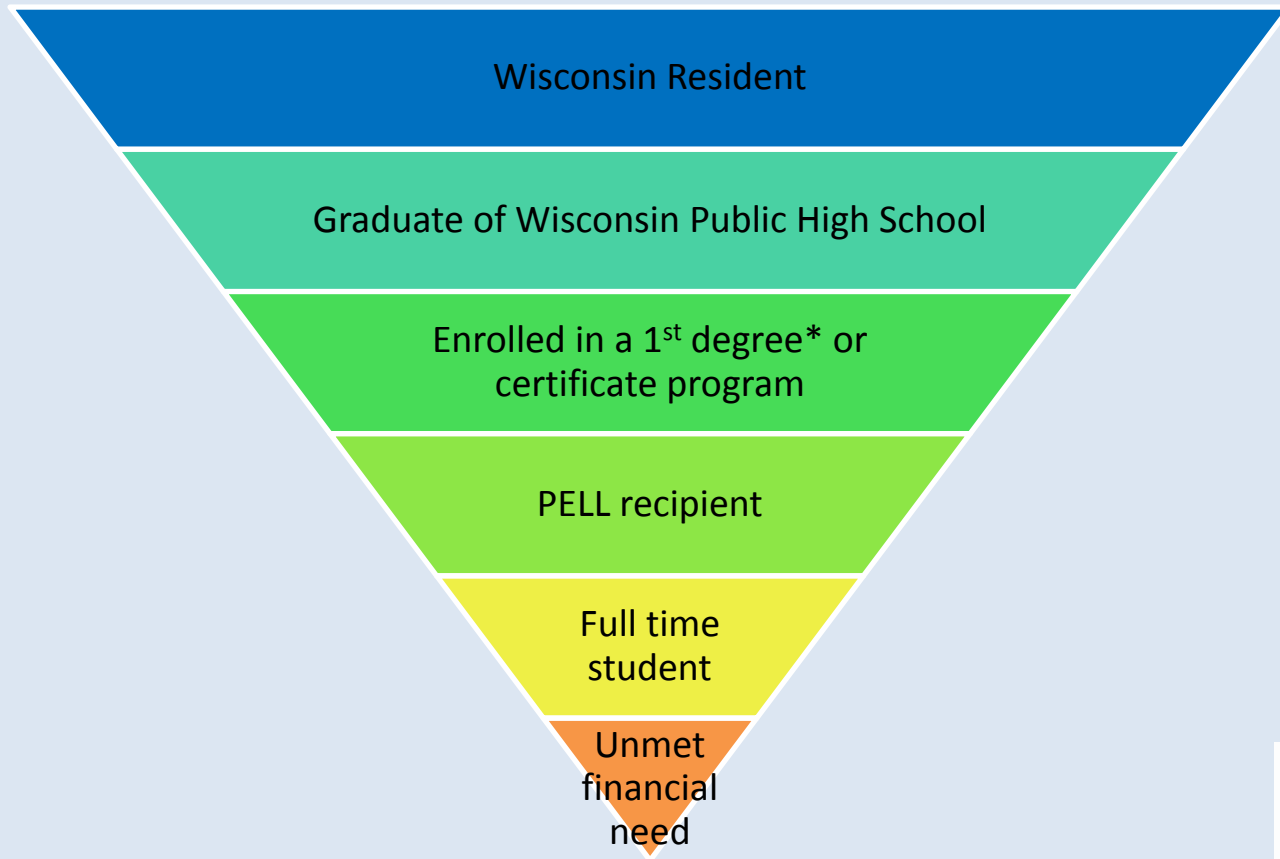 Wisconsin Resident
Graduate of Wisconsin Public High School
Enrolled in a 1st degree* or
certificate program
PELL recipient
Full time
student
Unmet
financial
need